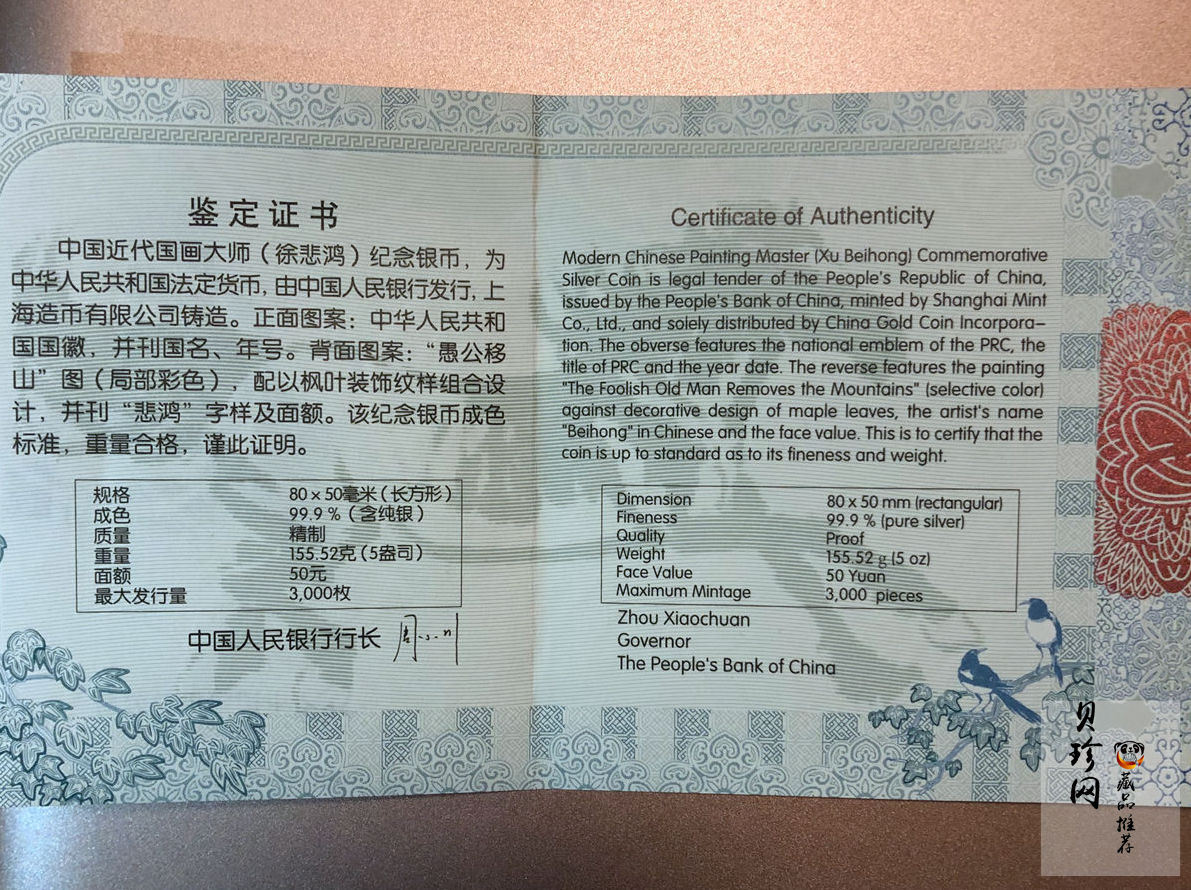 鉴定证书
中国近代国画大师（徐悲鸿）纪念银币，为
中华人民共和国法定货币，由中国人民银行发行，上
海造币有限公司铸造。正面图案：中华人民共和
国国徽，并刊国名、年号。背面图案：“愚公移
山”图（局部彩色），配以枫叶装饰纹样组合设
计，并刊“悲鸿”字样及面额。该纪念银币成色
标准，重量合格，谨此证明。
规格 80×50毫米（长方形）
成色 99.9%（含纯银）
质量 精制
重量 155.52克（5盎司）
面额 50元
最大发行量 3,000枚
中国人民银行行长 周小川
Certificate of Authenticity
Modern Chinese Painting Master (Xu Beihong) Commemorative
Silver Coin is legal tender of the People's Republic of China,
issued by the People's Bank of China, minted by Shanghai Mint
Co., Ltd., and solely distributed by China Gold Coin Incorpora-
tion. The obverse features the national emblem of the PRC, the
title of PRC and the year date. The reverse features the painting
"The Foolish Old Man Removes the Mountains" (selective color)
against decorative design of maple leaves, the artist's name
"Beihong" in Chinese and the face value. This is to certify that the
coin is up to standard as to its fineness and weight.
Dimension 80 x 50 mm (rectangular)
Fineness 99.9 % (pure silver)
Quality Proof
Weight 155.52 g (5 oz)
Face Value 50 Yuan
Maximum Mintage 3,000 pieces
Zhou Xiaochuan
Governor
The People's Bank of China
贝珍网
藏品推荐